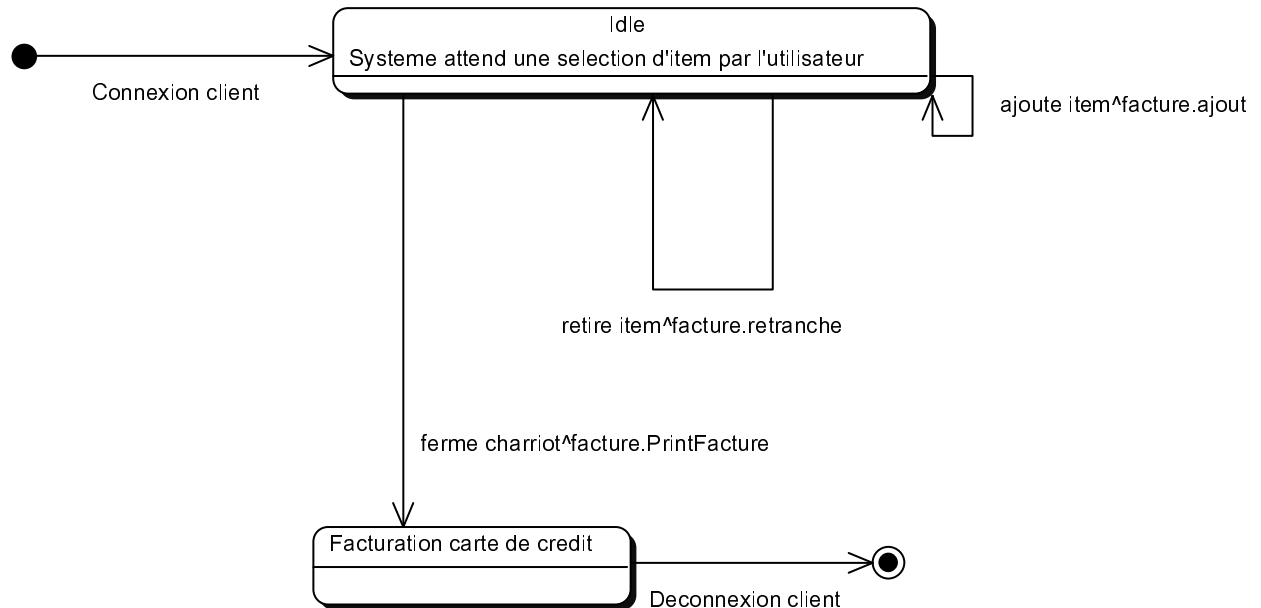 Idle
Systeme attend une selection d'item par l'utilisateur
Connexion client
ajoute item^facture.ajout
retire item^facture.retranche
ferme charriot^facture.PrintFacture
Facturation carte de credit
Deconnexion client